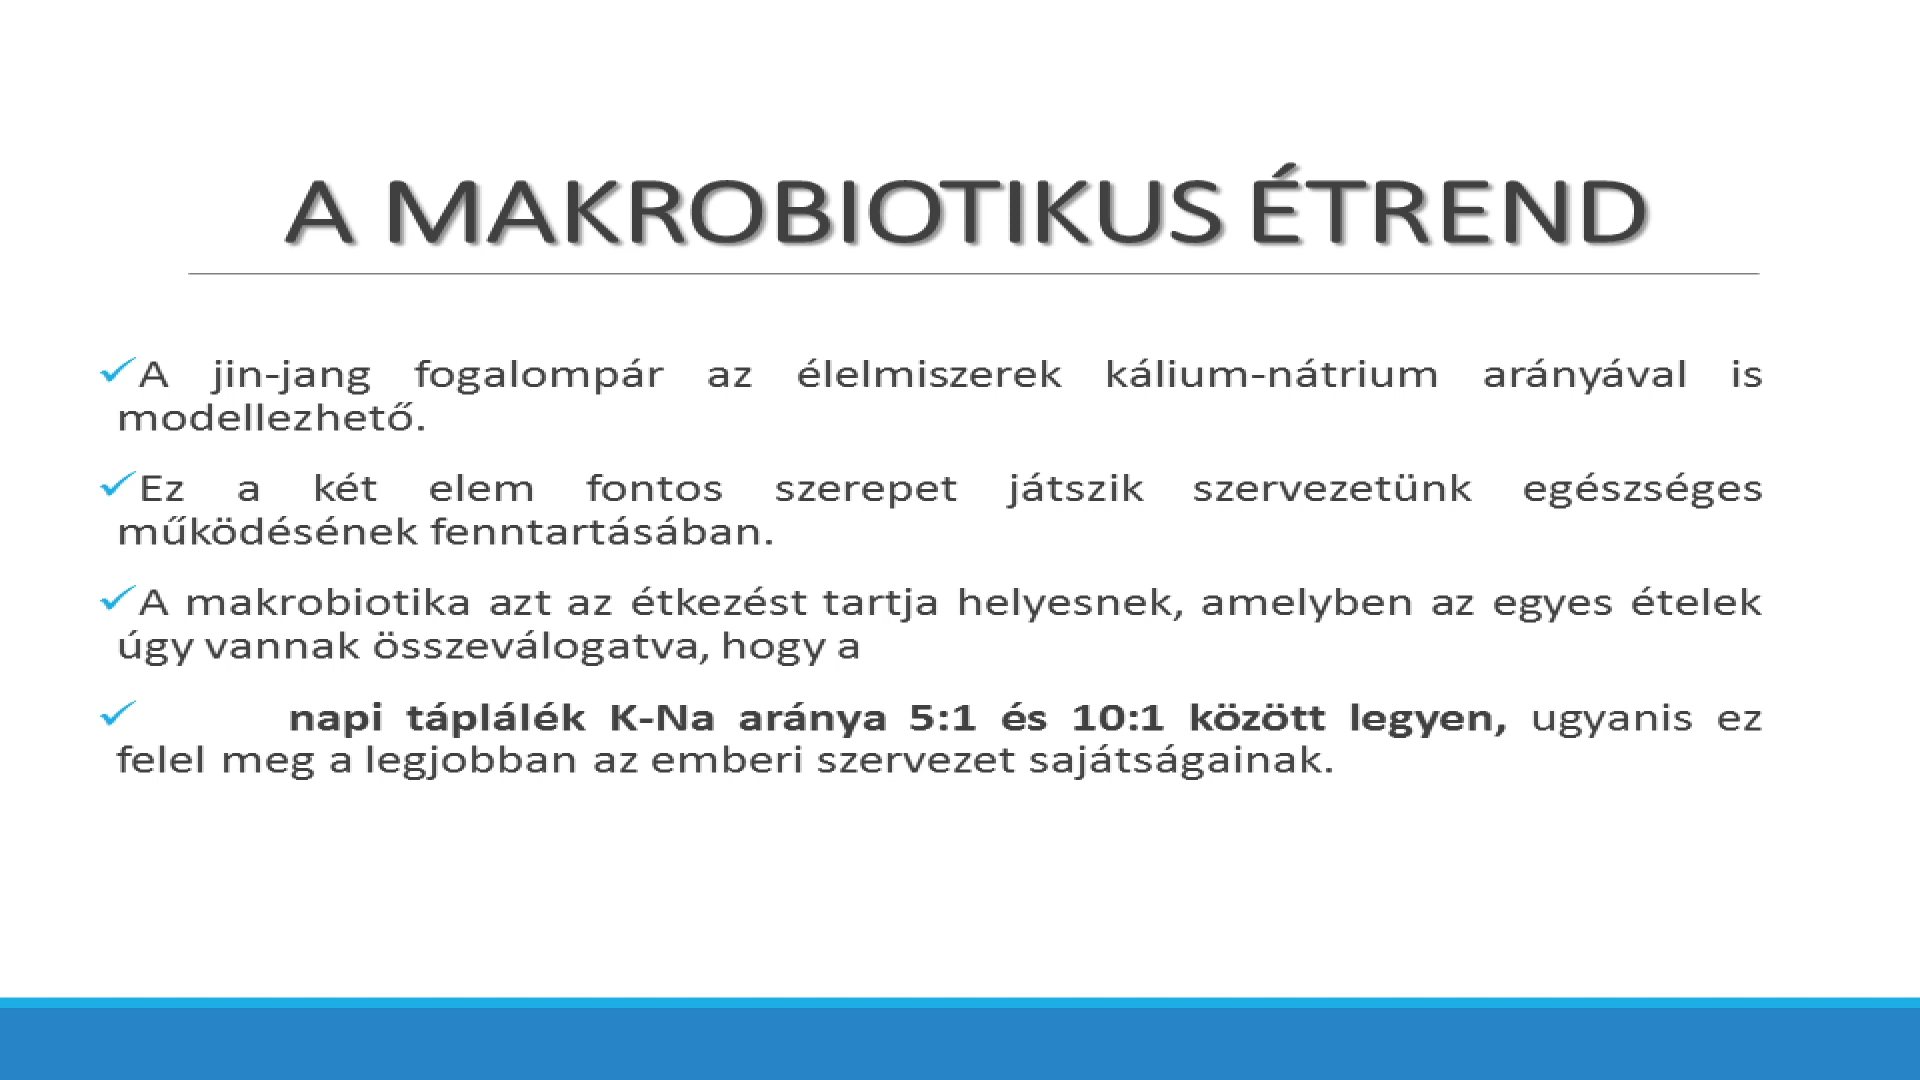 A MAKROBIOTIKUS ÉTREND
✓A jin-jang fogalompár az élelmiszerek kálium-nátrium arányával is
modellezhető.
✓Ez a két elem fontos szerepet játszik szervezetünk egészséges
működésének fenntartásában.
✓A makrobiotika azt az étkezést tartja helyesnek, amelyben az egyes ételek
úgy vannak összeválogatva, hogy a
✓ napi táplálék K-Na aránya 5:1 és 10:1 között legyen, ugyanis ez
felel meg a legjobban az emberi szervezet sajátságainak.